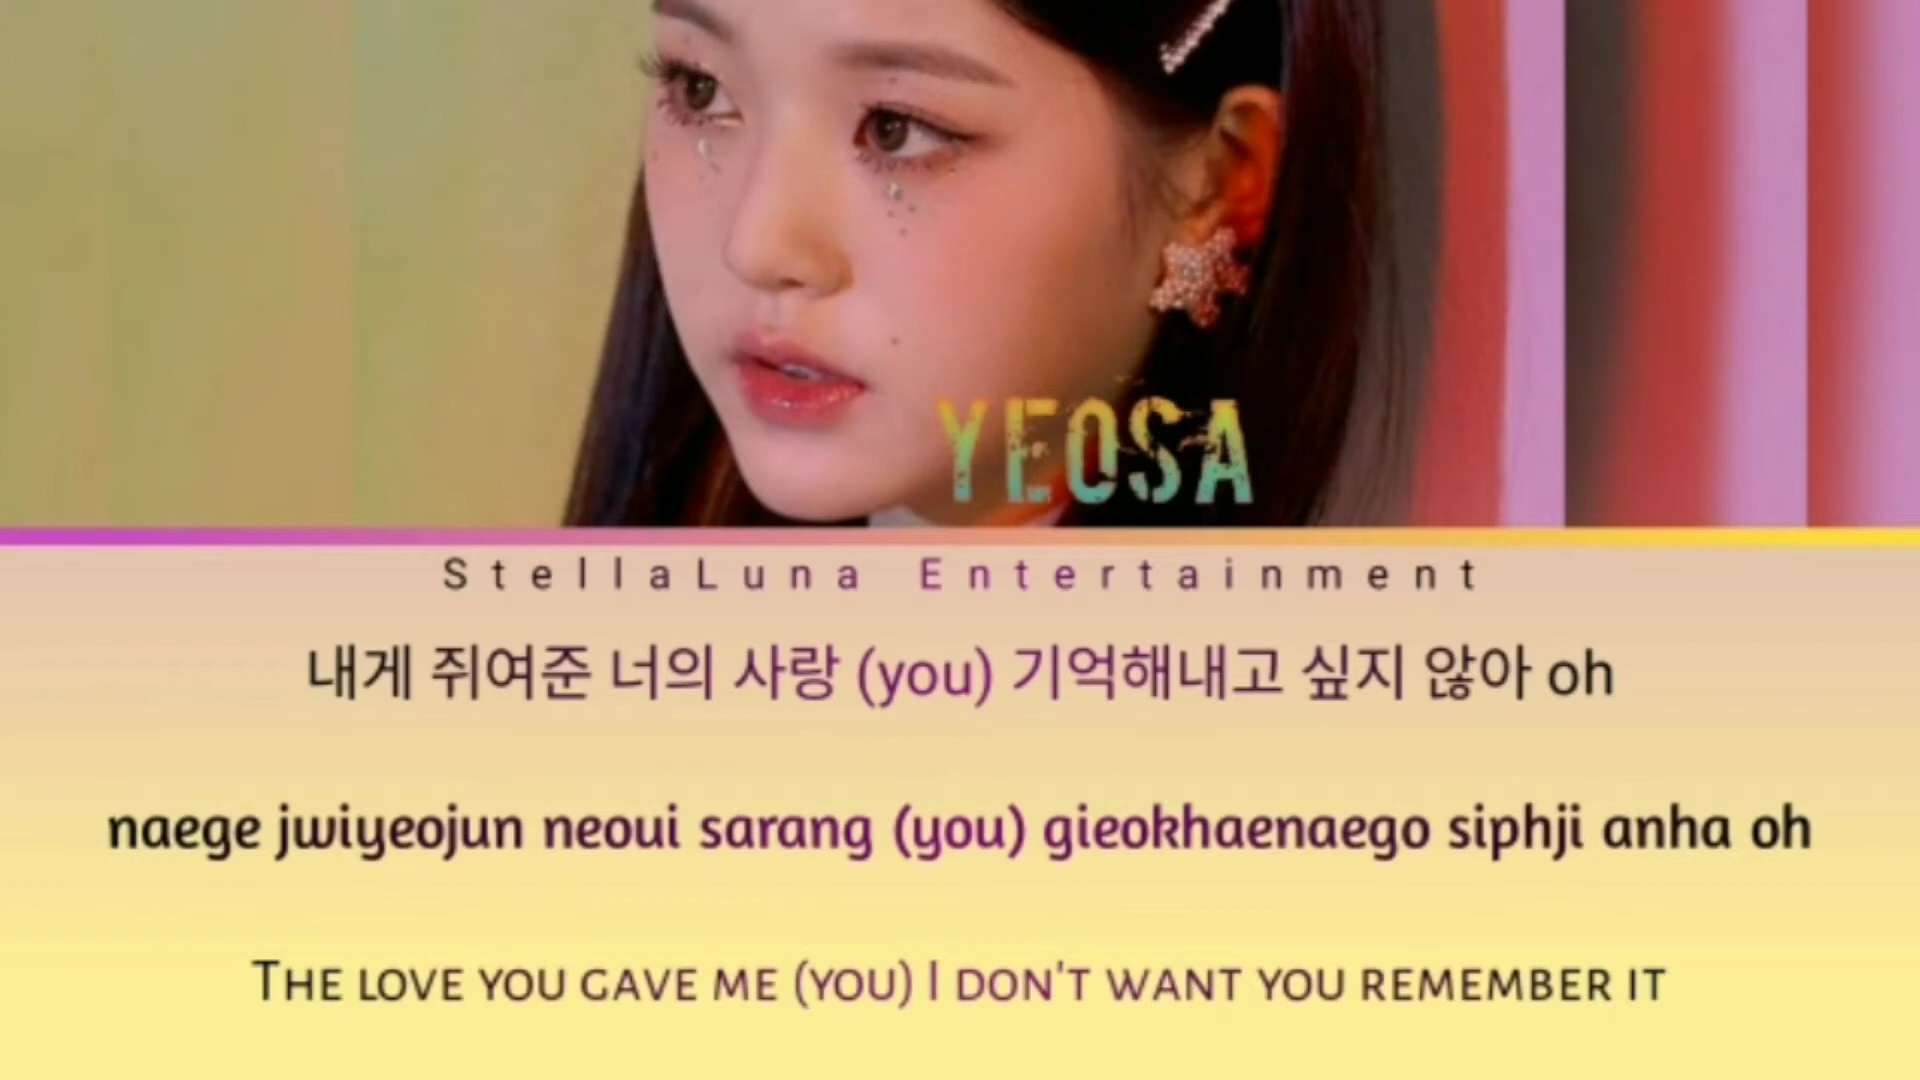 YEOSA
StellaLuna Entertainment
내게 쥐여준 너의 사랑 (you) 기억해내고 싶지 않아 oh
naege jwiyeojun neoui sarang (you) gieokhaenaego siphji anha oh
The love you gave me (you) I don't want you remember it